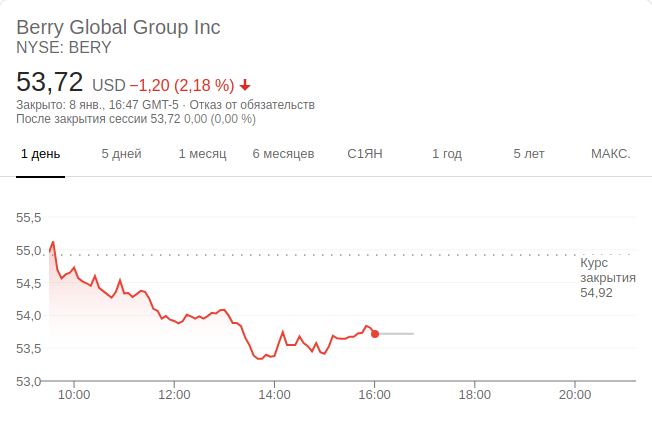 Berry Global Group Inc
NYSE: BERY
53,72 USD −1,20 (2,18 %)
Закрыто: 8 янв., 16:47 GMT-5 · Отказ от обязательств
После закрытия сессии 53,72 0,00 (0,00 %)
1 день 5 дней 1 месяц 6 месяцев С1ЯН 1 год 5 лет МАКС.
55,5
55,0
Курс
закрытия
54,92
54,5
54,0
53,5
53,0
10:00 12:00 14:00 16:00 18:00 20:00